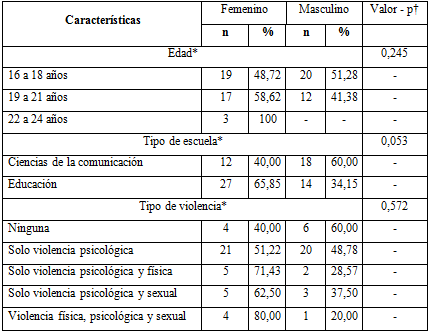 Características Femenino Masculino Valor - p†
n % n %
Edad* 0,245
16 a 18 años 19 48,72 20 51,28 -
19 a 21 años 17 58,62 12 41,38 -
22 a 24 años 3 100 - - -
Tipo de escuela* 0,053
Ciencias de la comunicación 12 40,00 18 60,00 -
Educación 27 65,85 14 34,15 -
Tipo de violencia* 0,572
Ninguna 4 40,00 6 60,00 -
Solo violencia psicológica 21 51,22 20 48,78 -
Solo violencia psicológica y física 5 71,43 2 28,57 -
Solo violencia psicológica y sexual 5 62,50 3 37,50 -
Violencia física, psicológica y sexual 4 80,00 1 20,00 -